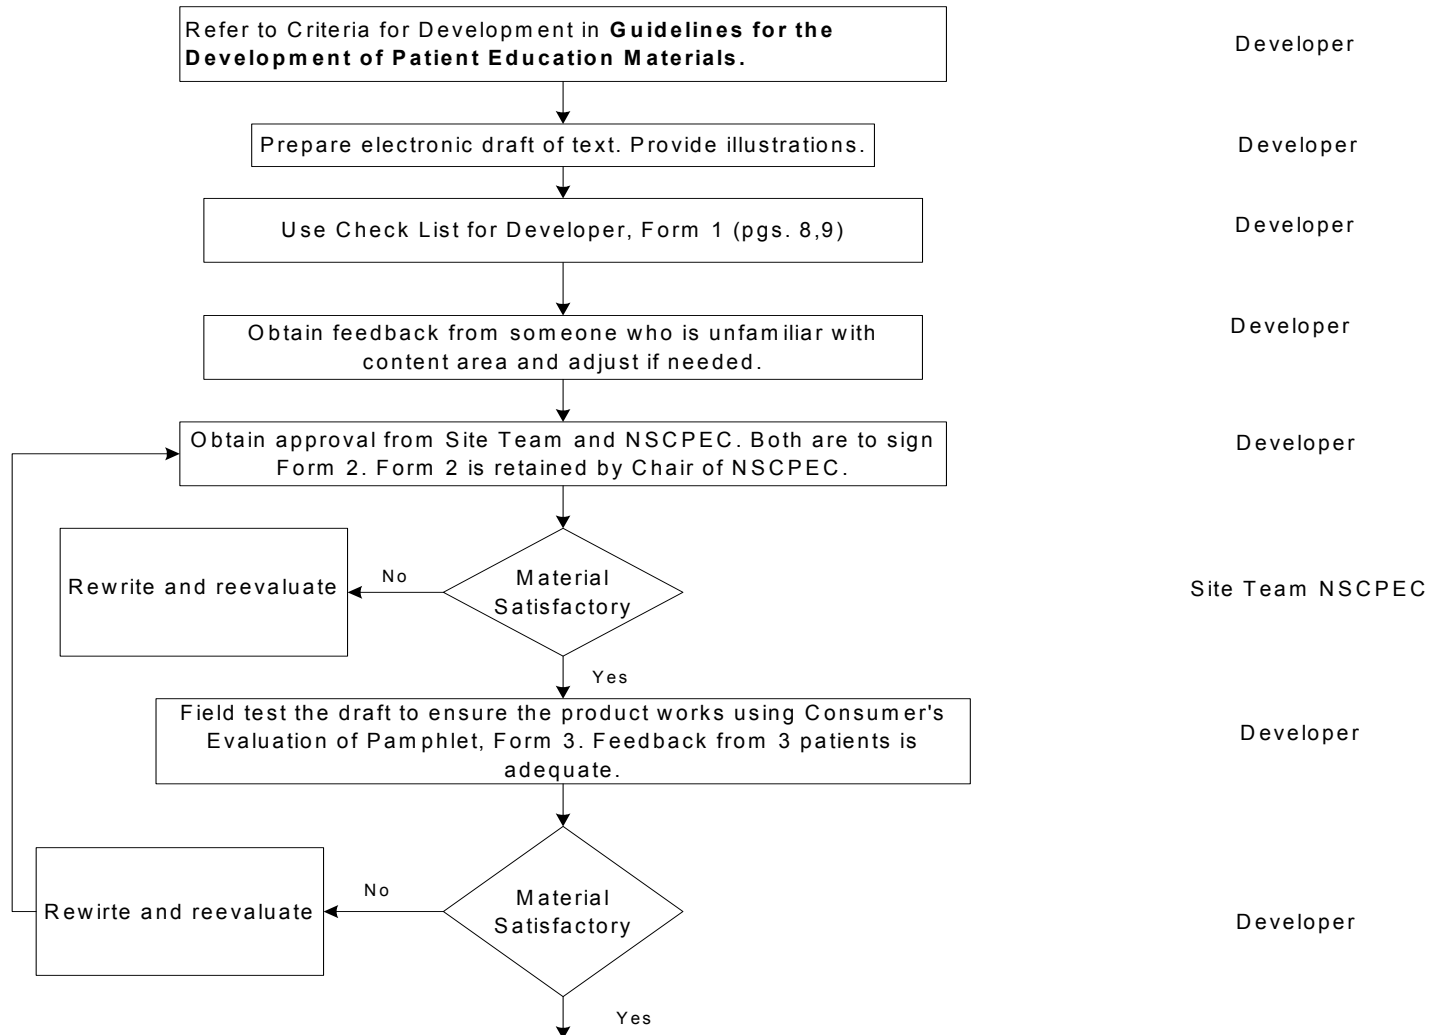 Refer to Criteria for Development in Guidelines for the
Development of Patient Education Materials.
Developer
Prepare electronic draft of text. Provide illustrations.
Developer
Use Check List for Developer, Form 1 (pgs. 8,9)
Developer
Obtain feedback from someone who is unfamiliar with
content area and adjust if needed.
Developer
Obtain approval from Site Team and NSCPEC. Both are to sign
Form 2. Form 2 is retained by Chair of NSCPEC.
Developer
Rewrite and reevaluate
No
Material
Satisfactory
Site Team NSCPEC
Yes
Field test the draft to ensure the product works using Consumer's
Evaluation of Pamphlet, Form 3. Feedback from 3 patients is
adequate.
Developer
Rewirte and reevaluate
No
Material
Satisfactory
Developer
Yes